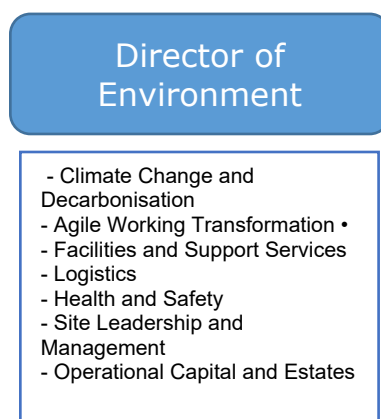 Director of
Environment
- Climate Change and
Decarbonisation
- Agile Working Transformation •
- Facilities and Support Services
- Logistics
- Health and Safety
- Site Leadership and
Management
- Operational Capital and Estates